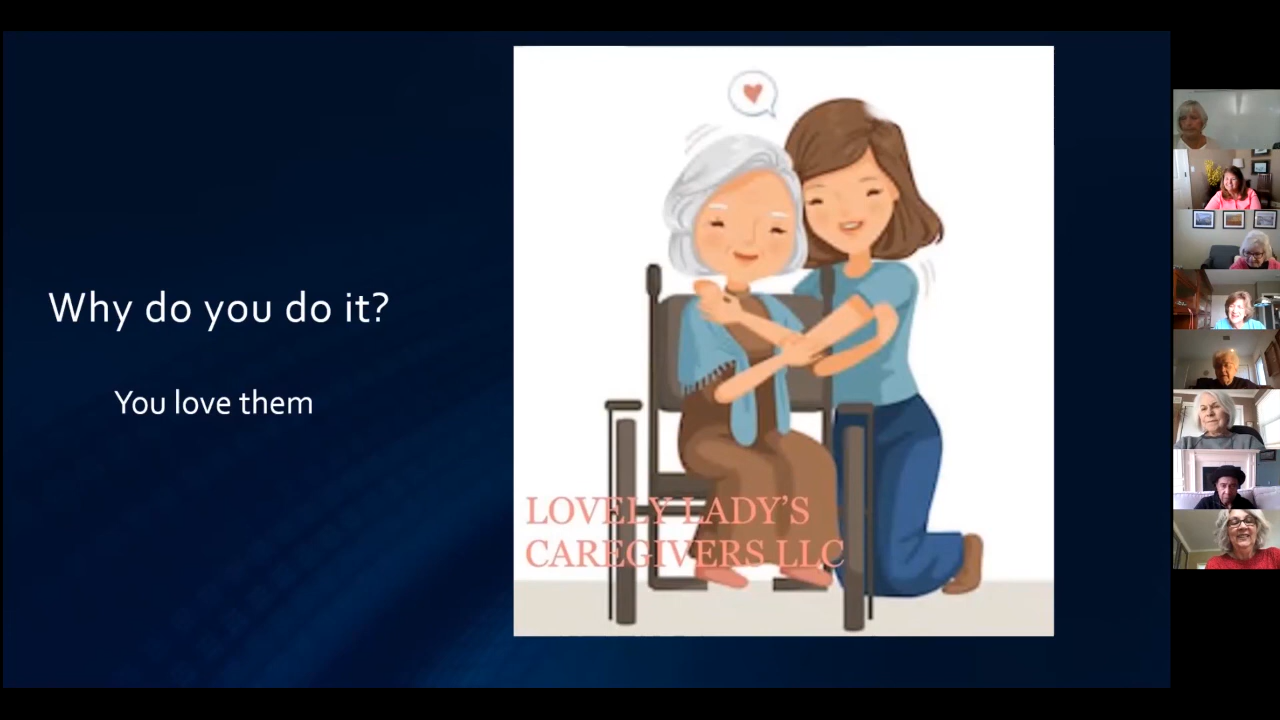 Why do you do it?
You love them
LOVELY LADY'S
CAREGIVERS LLC